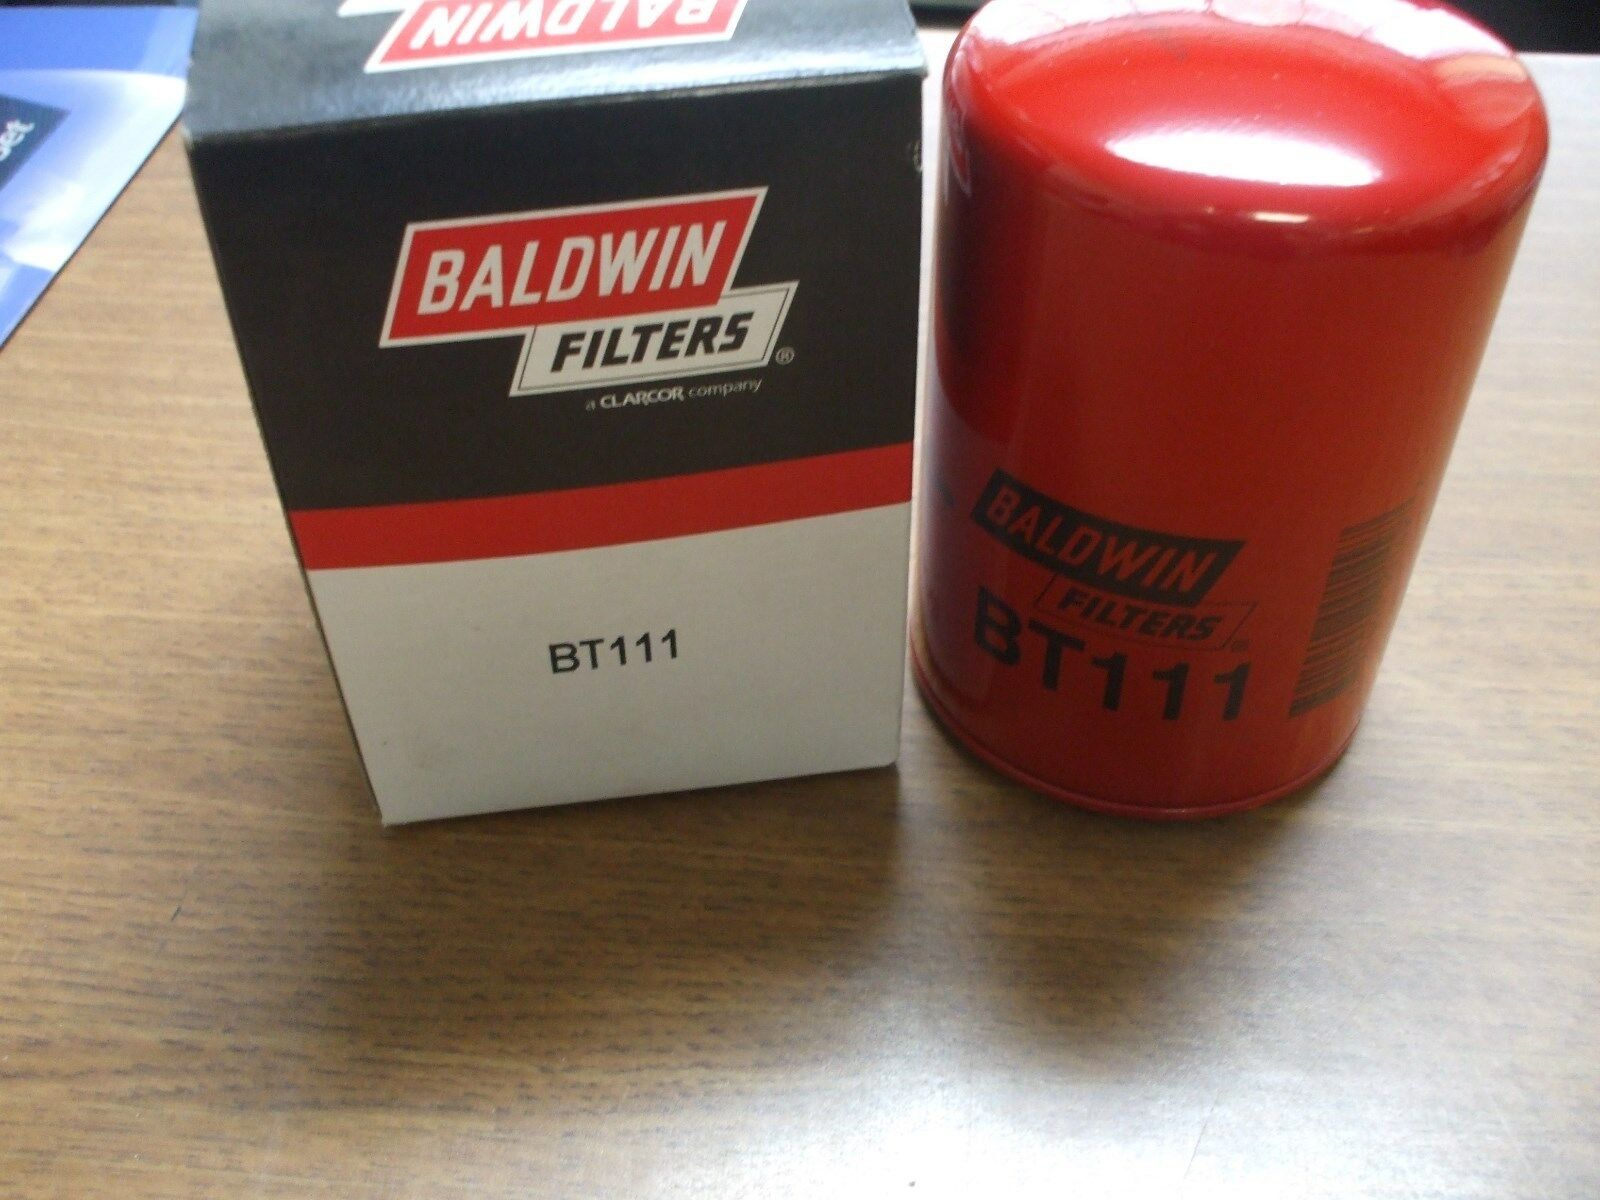 BALDWIN
BALDWIN
FILTERS®
a CLARCOR company
BT111
BALDWIN
FILTERS®
BT111